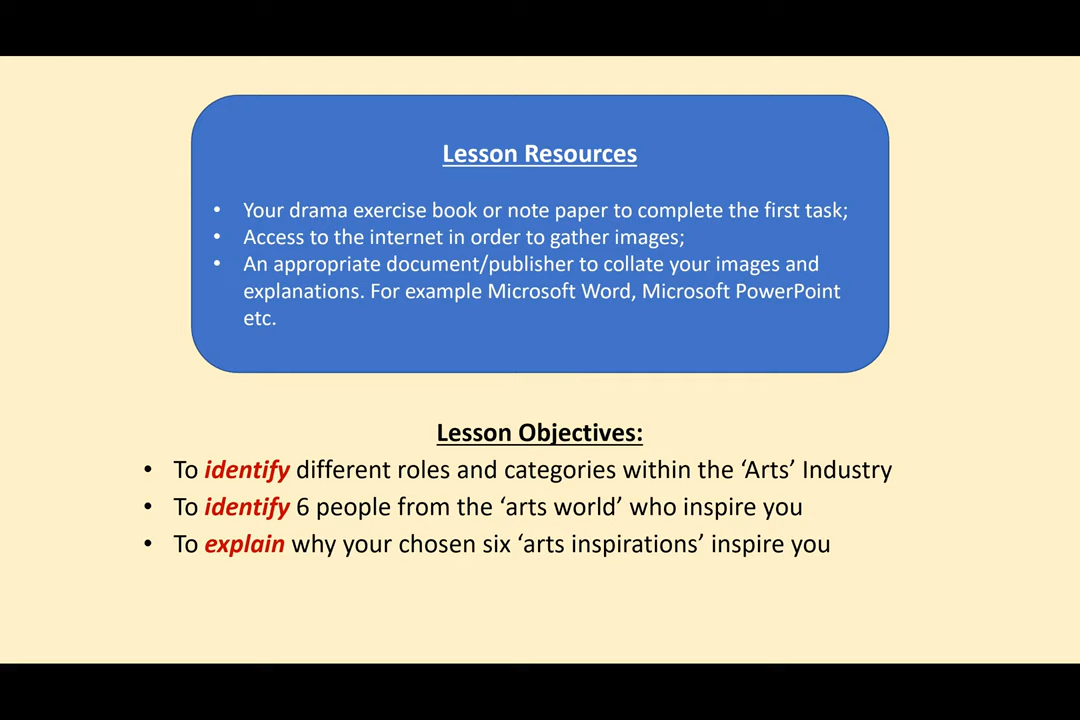 Lesson Resources
• Your drama exercise book or note paper to complete the first task;
• Access to the internet in order to gather images;
• An appropriate document/publisher to collate your images and
explanations. For example Microsoft Word, Microsoft PowerPoint
etc.
Lesson Objectives:
• To identify different roles and categories within the ‘Arts’ Industry
• To identify 6 people from the ‘arts world’ who inspire you
• To explain why your chosen six ‘arts inspirations’ inspire you